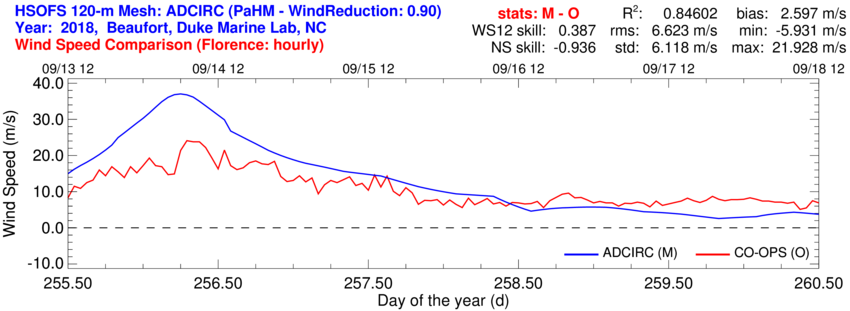 HSOFS 120-m Mesh: ADCIRC (PaHM - WindReduction: 0.90)
Year: 2018, Beaufort, Duke Marine Lab, NC
Wind Speed Comparison (Florence: hourly)
stats: M - O R²: 0.84602 bias: 2.597 m/s
WS12 skill: 0.387 rms: 6.623 m/s min: -5.931 m/s
NS skill: -0.936 std: 6.118 m/s max: 21.928 m/s
09/13 12 09/14 12 09/15 12 09/16 12 09/17 12 09/18 12
40.0
30.0
20.0
10.0
0.0
-10.0
Wind Speed (m/s)
ADCIRC (M) CO-OPS (O)
255.50 256.50 257.50 258.50 259.50 260.50
Day of the year (d)